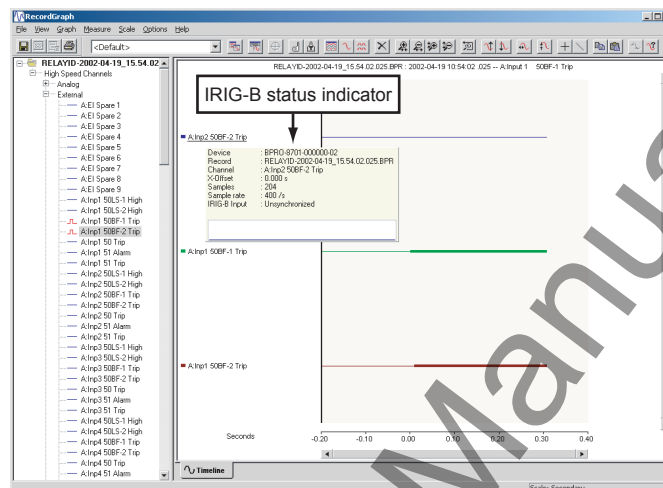 RecordGraph
File View Graph Measure Scale Options Help
<Default>
RELAYID-2002-04-19_15.54.02
High Speed Channels
Analog
External
A:EI Spare 1
A:EI Spare 2
A:EI Spare 3
A:EI Spare 4
A:EI Spare 5
A:EI Spare 6
A:EI Spare 7
A:EI Spare 8
A:EI Spare 9
A:Inp1 50LS-1 High
A:Inp1 50LS-2 High
A:Inp1 50BF-1 Trip
A:Inp1 50BF-2 Trip
A:Inp1 50 Trip
A:Inp1 51 Alarm
A:Inp1 51 Trip
A:Inp2 50LS-1 High
A:Inp2 50LS-2 High
A:Inp2 50BF-1 Trip
A:Inp2 50BF-2 Trip
A:Inp2 50 Trip
A:Inp2 51 Alarm
A:Inp2 51 Trip
A:Inp3 50LS-1 High
A:Inp3 50LS-2 High
A:Inp3 50BF-1 Trip
A:Inp3 50BF-2 Trip
A:Inp3 50 Trip
A:Inp3 51 Alarm
A:Inp3 51 Trip
A:Inp4 50LS-1 High
A:Inp4 50LS-2 High
A:Inp4 50BF-1 Trip
A:Inp4 50BF-2 Trip
A:Inp4 50 Trip
A:Inp4 51 Alarm
RELAYID-2002-04-19_15.54.02.025.BPR : 2002-04-19 10:54:02 .025 -- A:Input 1 50BF-1 Trip
IRIG-B status indicator
A:Inp2 50BF-2 Trip
Device : BPRO-8701-000000-02
Record : RELAYID-2002-04-19_15.54.02.025.BPR
Channel : A:Inp2 50BF-2 Trip
X-Offset : 0.000 s
Samples : 204
Sample rate : 400 /s
IRIG-B Input : Unsynchronized
A:Inp1 50BF-1 Trip
A:Inp1 50BF-2 Trip
Seconds
-0.20 -0.10 0.00 0.10 0.20 0.30 0.40
Timeline
Scale: Secondary
Manu